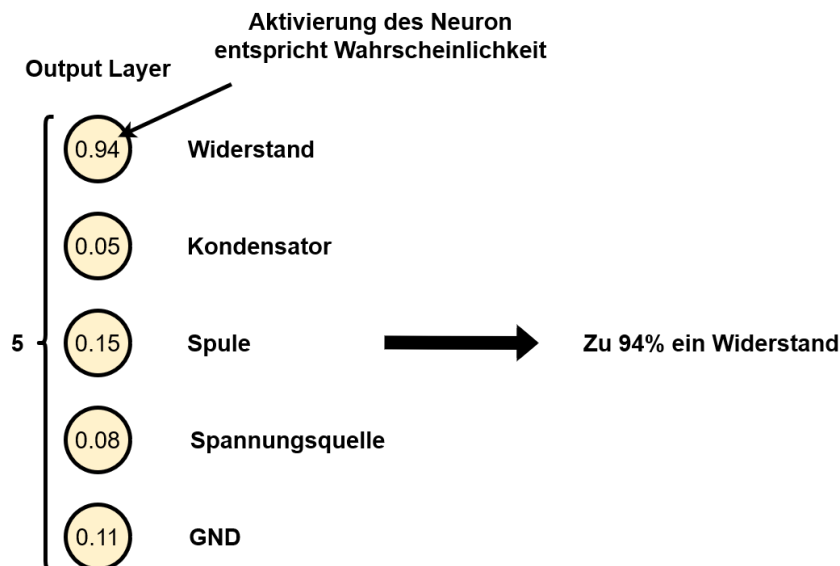 Aktivierung des Neuron
entspricht Wahrscheinlichkeit
Output Layer
0.94 Widerstand
0.05 Kondensator
5
0.15 Spule
Zu 94% ein Widerstand
0.08 Spannungsquelle
0.11 GND